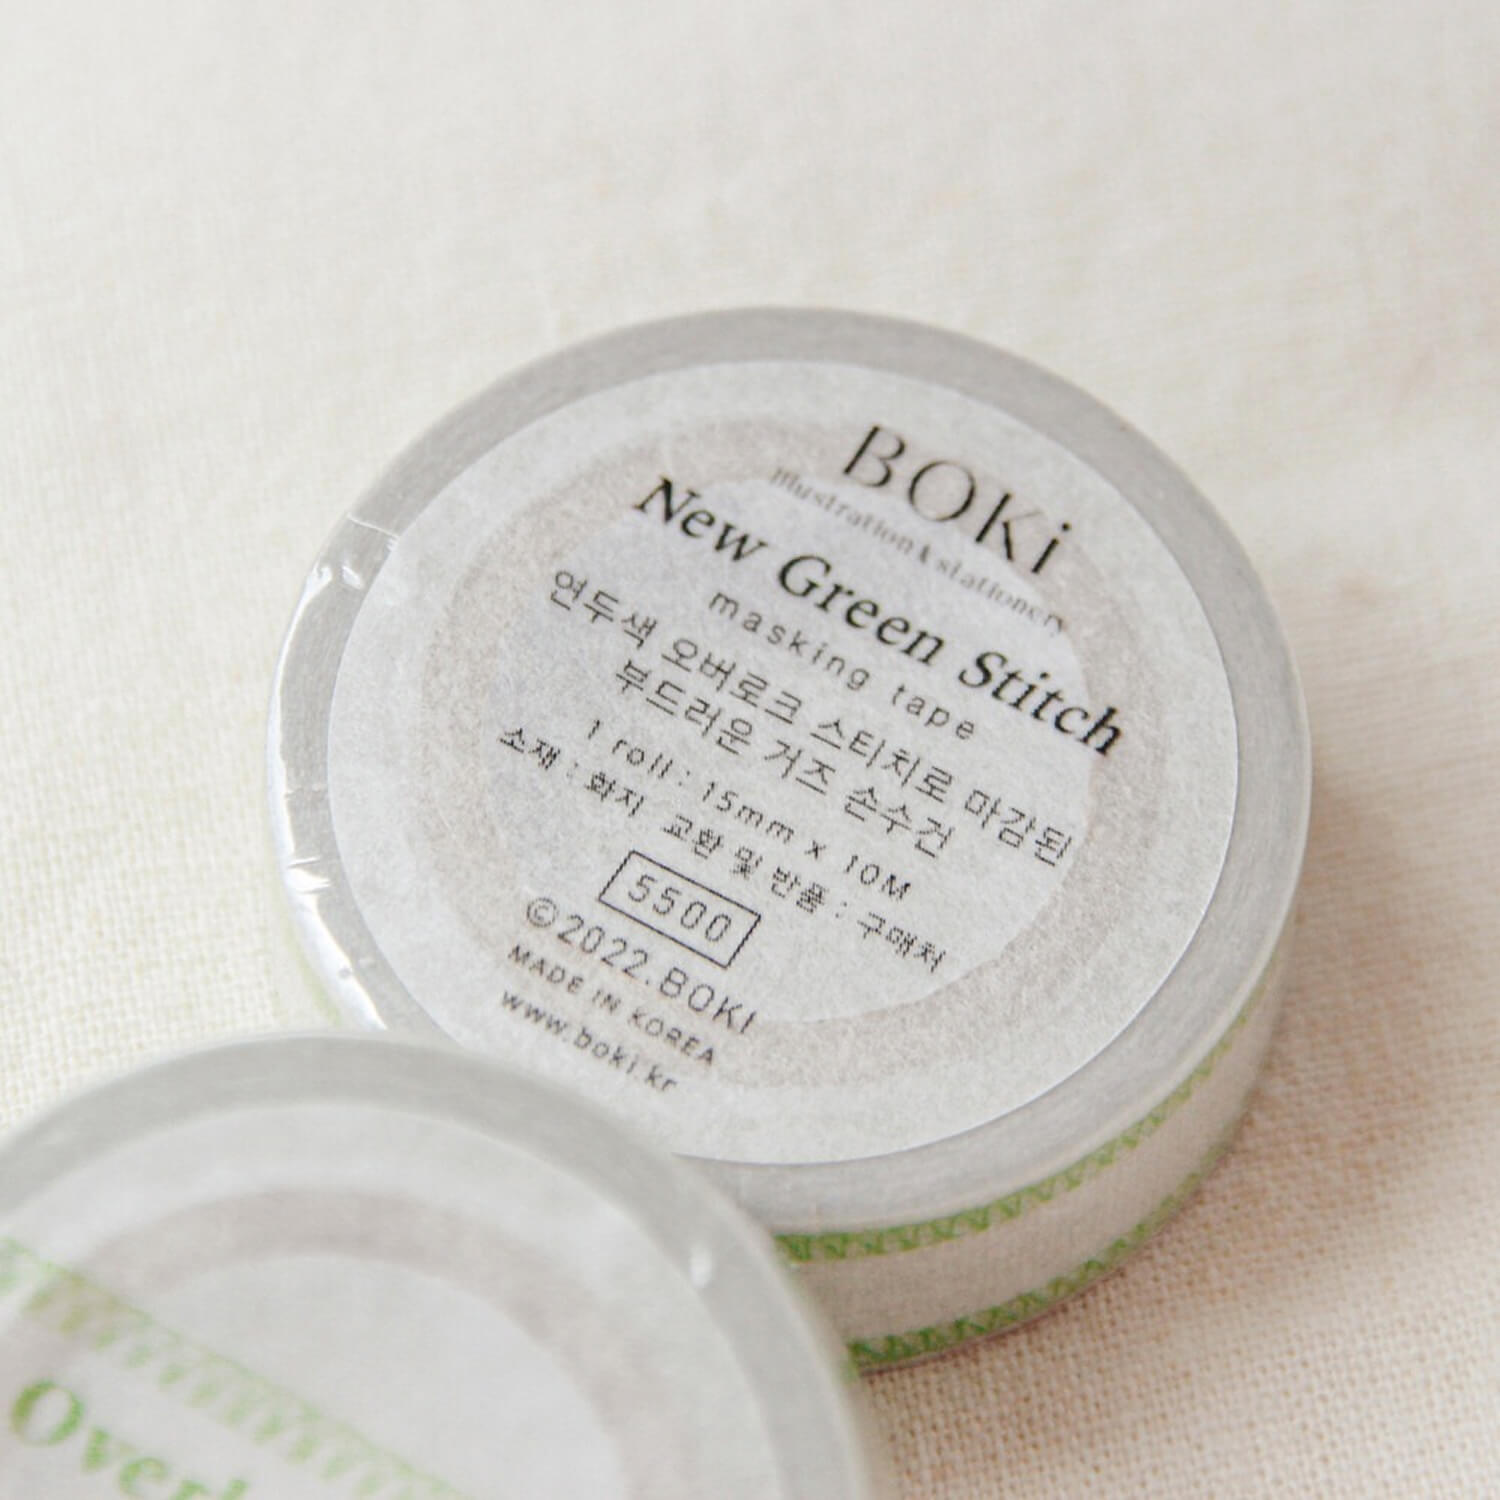 BOKi
illustration & stationery
New Green Stitch
masking tape
연두색 오버로크 스티치로 마감된
부드러운 거즈 손수건
1 roll : 15mm x 10M
소재 : 화지 교환 및 반품 : 구매처
5500
©2022.BOKI
MADE IN KOREA
www.boki.kr